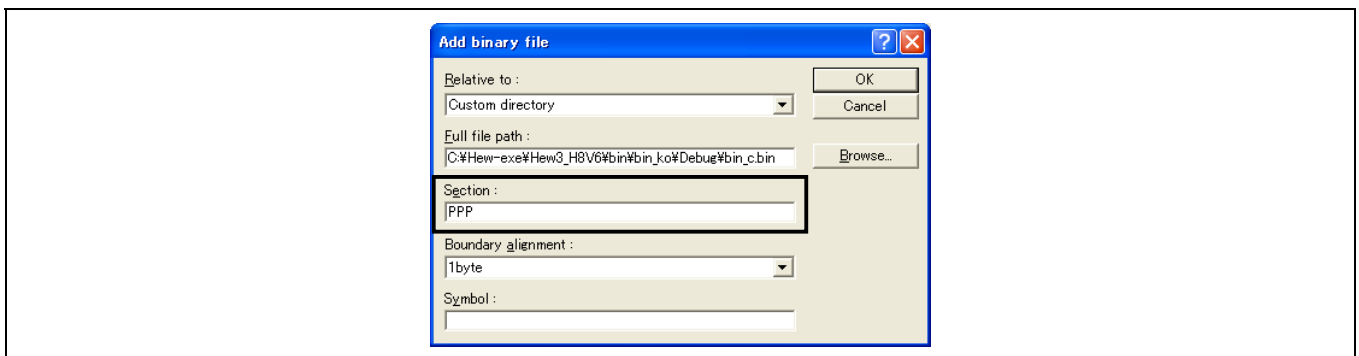 Add binary file
Relative to :
OK
Custom directory
Cancel
Full file path :
C:¥Hew-exe¥Hew3_H8V6¥bin¥bin_ko¥Debug¥bin_c.bin
Browse...
Section :
PPP
Boundary alignment :
1byte
Symbol :